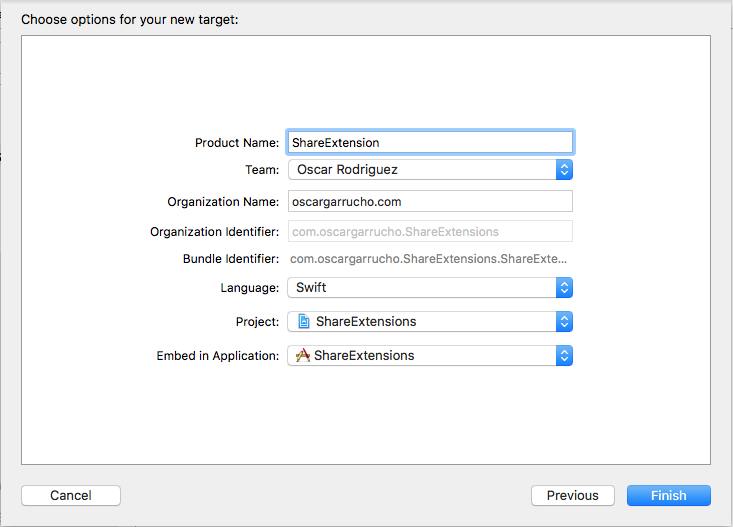 Choose options for your new target:
Product Name: ShareExtension
Team: Oscar Rodriguez
Organization Name: oscargarrucho.com
Organization Identifier: com.oscargarrucho.ShareExtensions
Bundle Identifier: com.oscargarrucho.ShareExtensions.ShareExte...
Language: Swift
Project: ShareExtensions
Embed in Application: ShareExtensions
Cancel Previous Finish